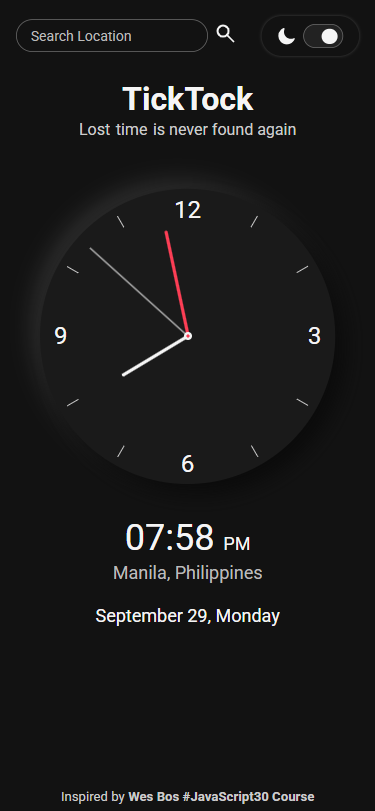 Search Location
TickTock
Lost time is never found again
12
9
3
6
07:58 PM
Manila, Philippines
September 29, Monday
Inspired by Wes Bos #JavaScript30 Course